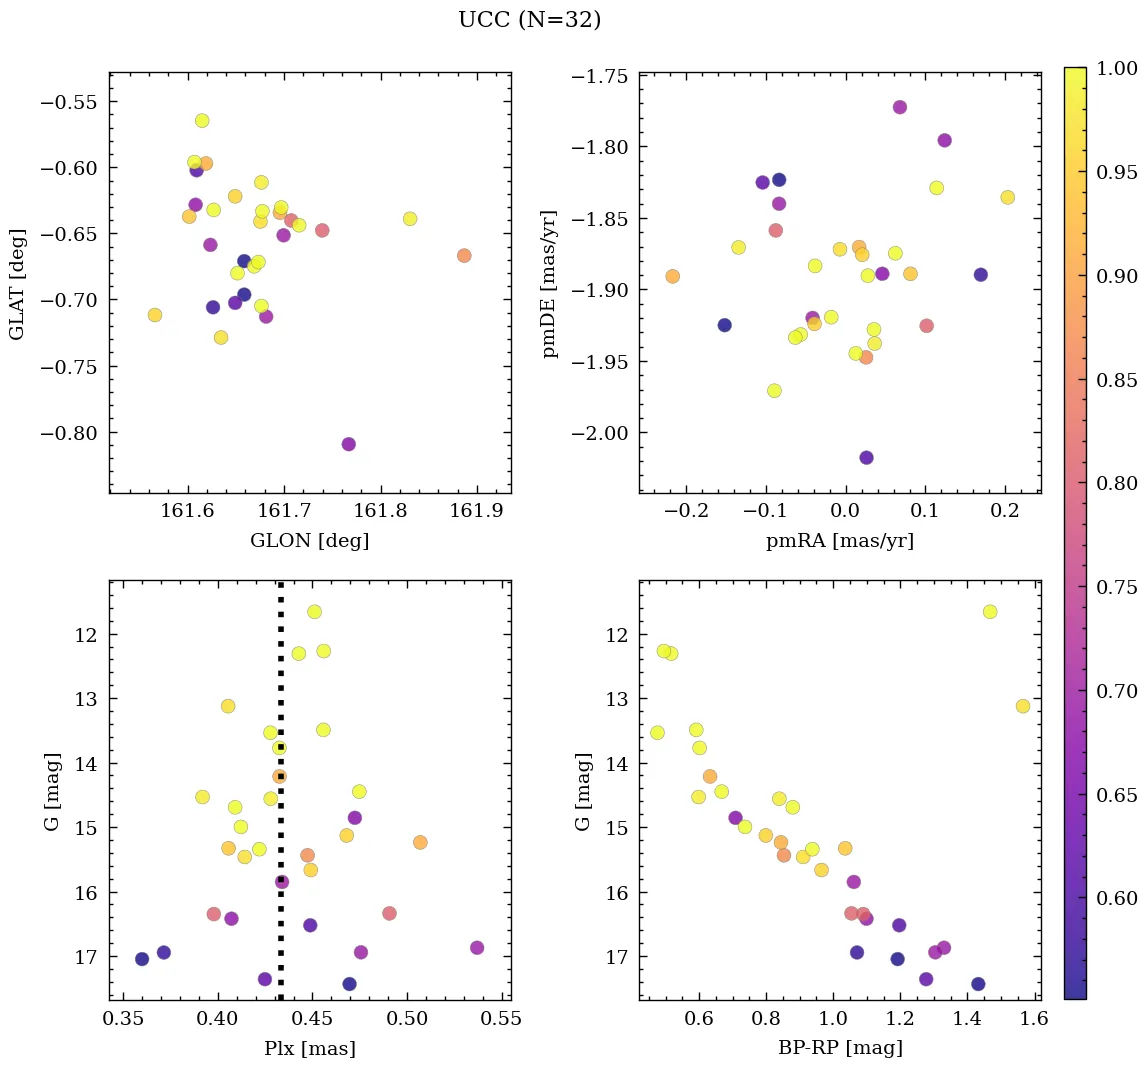 UCC (N=32)
−0.55
−0.60
−0.65
−0.70
−0.75
−0.80
GLAT [deg]
161.6 161.7 161.8 161.9
GLON [deg]
−1.75
−1.80
−1.85
−1.90
−1.95
−2.00
pmDE [mas/yr]
−0.2 −0.1 0.0 0.1 0.2
pmRA [mas/yr]
12
13
14
15
16
17
G [mag]
0.35 0.40 0.45 0.50 0.55
Plx [mas]
12
13
14
15
16
17
G [mag]
0.6 0.8 1.0 1.2 1.4 1.6
BP-RP [mag]
1.00
0.95
0.90
0.85
0.80
0.75
0.70
0.65
0.60